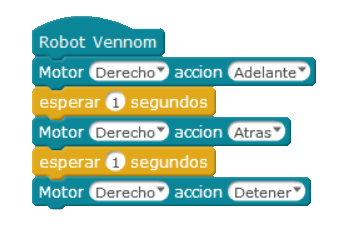 Robot Vennom
Motor Derecho accion Adelante
esperar 1 segundos
Motor Derecho accion Atras
esperar 1 segundos
Motor Derecho accion Detener